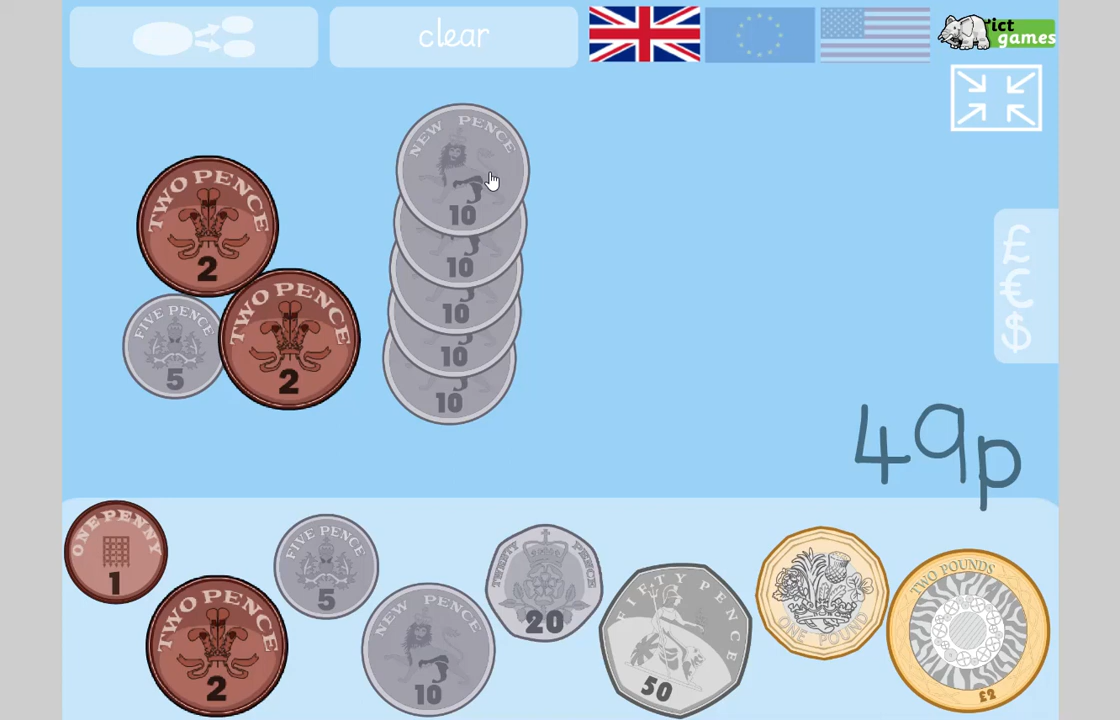 clear
ict
games
NEW PENCE
10
TWO PENCE
2
10
£
€
$
10
FIVE PENCE
5
TWO PENCE
2
10
10
49p
ONE PENNY
1
FIVE PENCE
5
TWENTY PENCE
20
FIFTY PENCE
50
ONE POUND
TWO POUNDS
£2
TWO PENCE
2
NEW PENCE
10